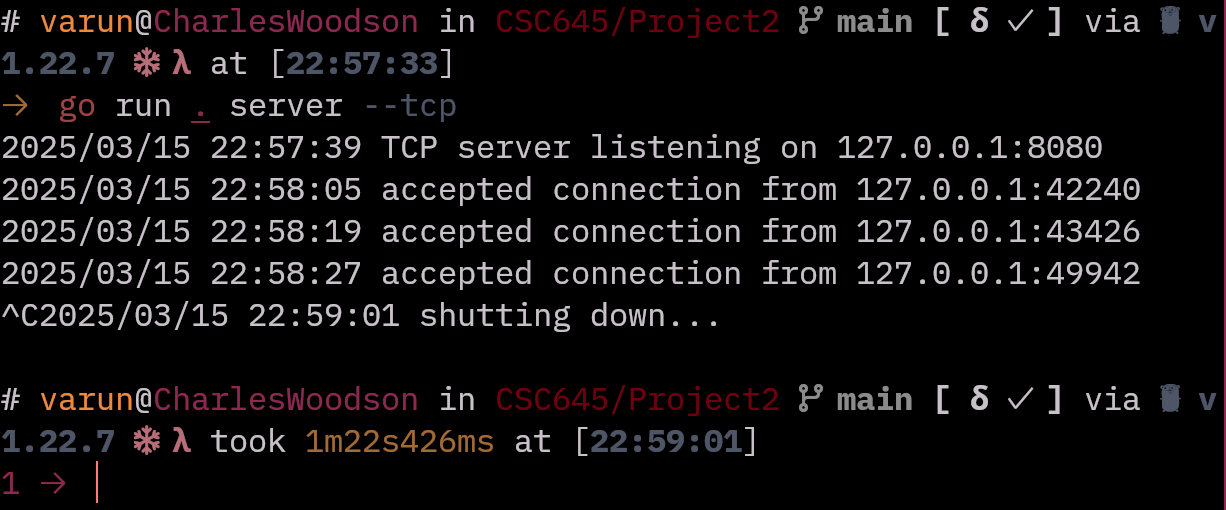 # varun@CharlesWoodson in CSC645/Project2 main [ δ ✓ ] via v
1.22.7 ❄ λ at [22:57:33]
→ go run . server --tcp
2025/03/15 22:57:39 TCP server listening on 127.0.0.1:8080
2025/03/15 22:58:05 accepted connection from 127.0.0.1:42240
2025/03/15 22:58:19 accepted connection from 127.0.0.1:43426
2025/03/15 22:58:27 accepted connection from 127.0.0.1:49942
^C2025/03/15 22:59:01 shutting down...
# varun@CharlesWoodson in CSC645/Project2 main [ δ ✓ ] via v
1.22.7 ❄ λ took 1m22s426ms at [22:59:01]
1 →